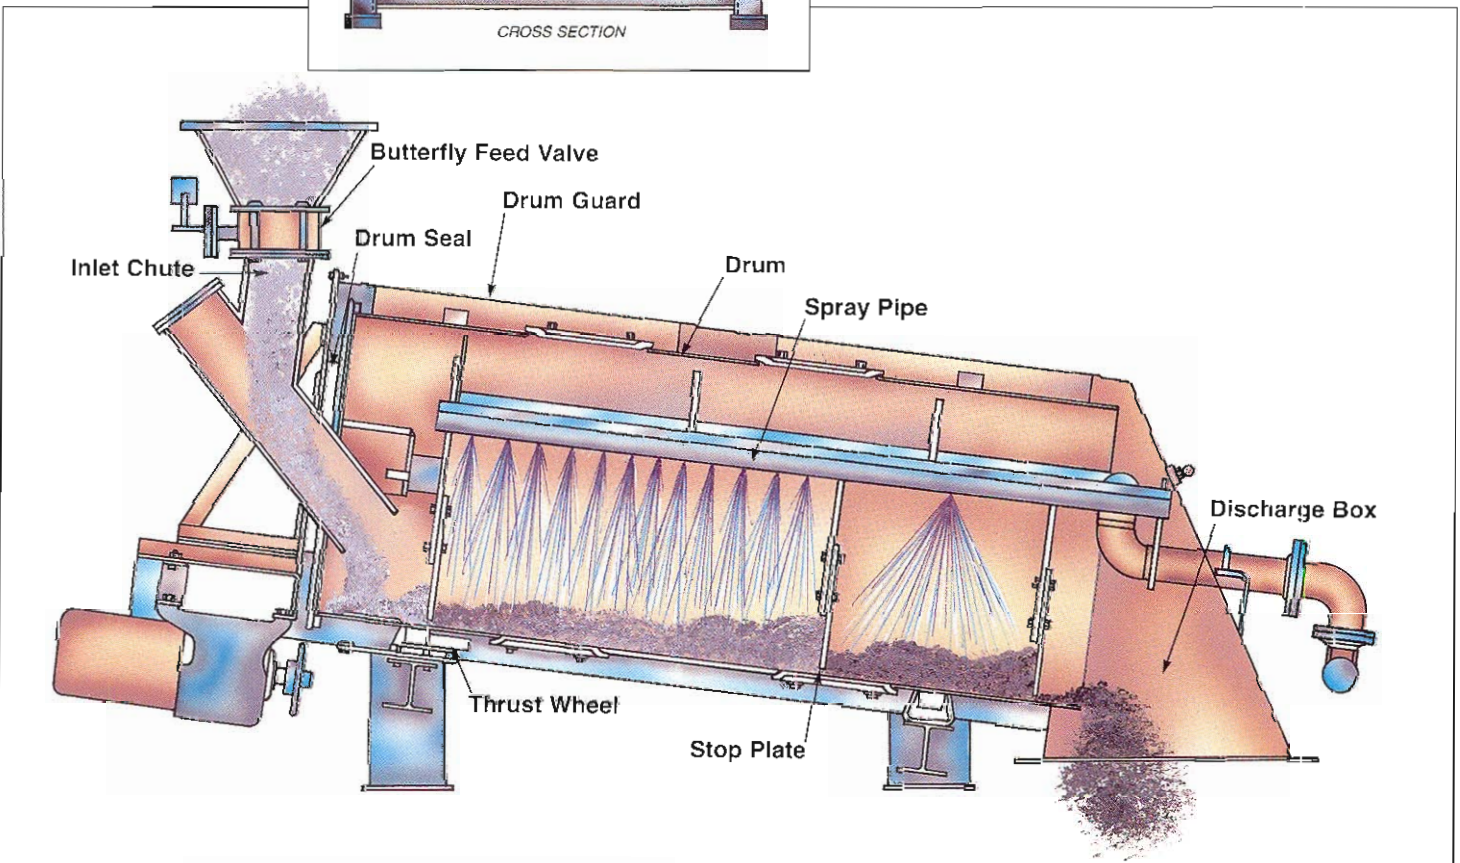 CROSS SECTION
Butterfly Feed Valve
Drum Guard
Drum Seal
Inlet Chute
Drum
Spray Pipe
Discharge Box
Thrust Wheel
Stop Plate